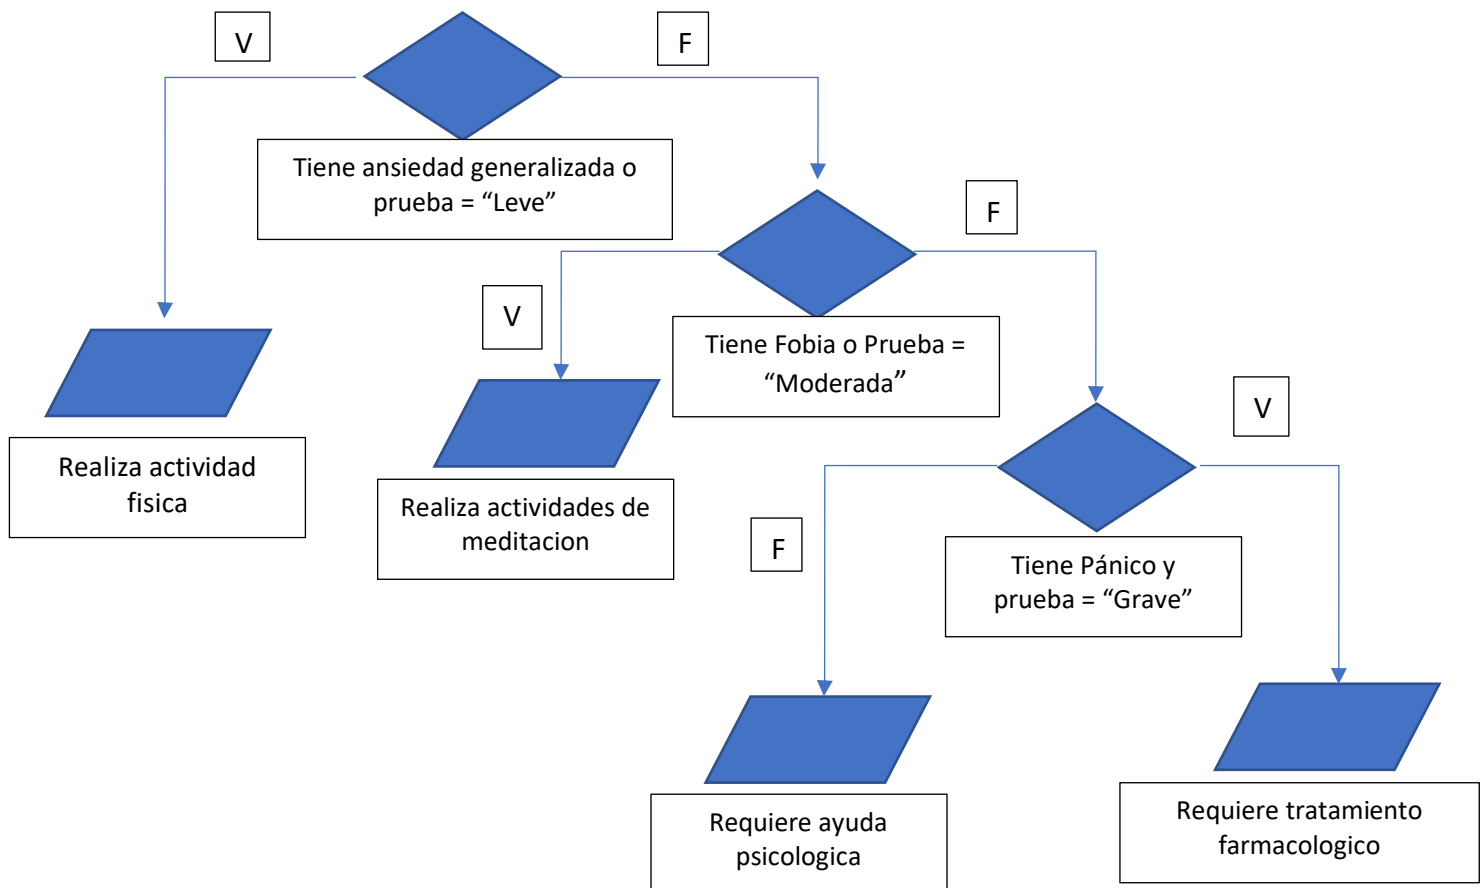 V
F
Tiene ansiedad generalizada o
prueba = “Leve”
F
V
Tiene Fobia o Prueba =
“Moderada”
V
Realiza actividad
fisica
Realiza actividades de
meditacion
F
Tiene Pánico y
prueba = “Grave”
Requiere ayuda
psicologica
Requiere tratamiento
farmacologico